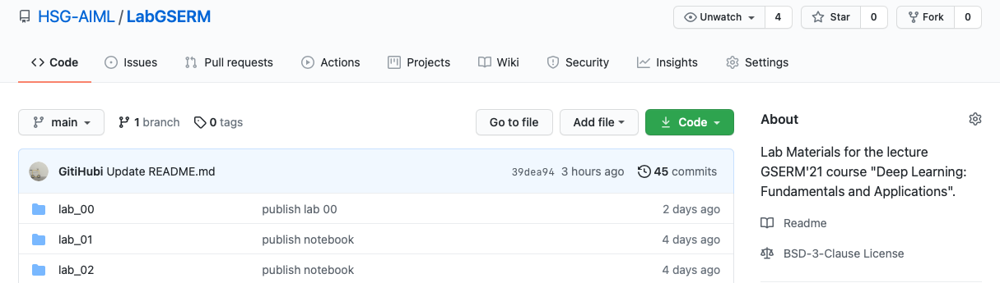 HSG-AIML / LabGSERM
Unwatch 4 Star 0 Fork 0
Code Issues Pull requests Actions Projects Wiki Security Insights Settings
main 1 branch 0 tags Go to file Add file Code
GitiHubi Update README.md 39dea94 3 hours ago 45 commits
lab_00 publish lab 00 2 days ago
lab_01 publish notebook 4 days ago
lab_02 publish notebook 4 days ago
About
Lab Materials for the lecture
GSERM'21 course "Deep Learning:
Fundamentals and Applications".
Readme
BSD-3-Clause License